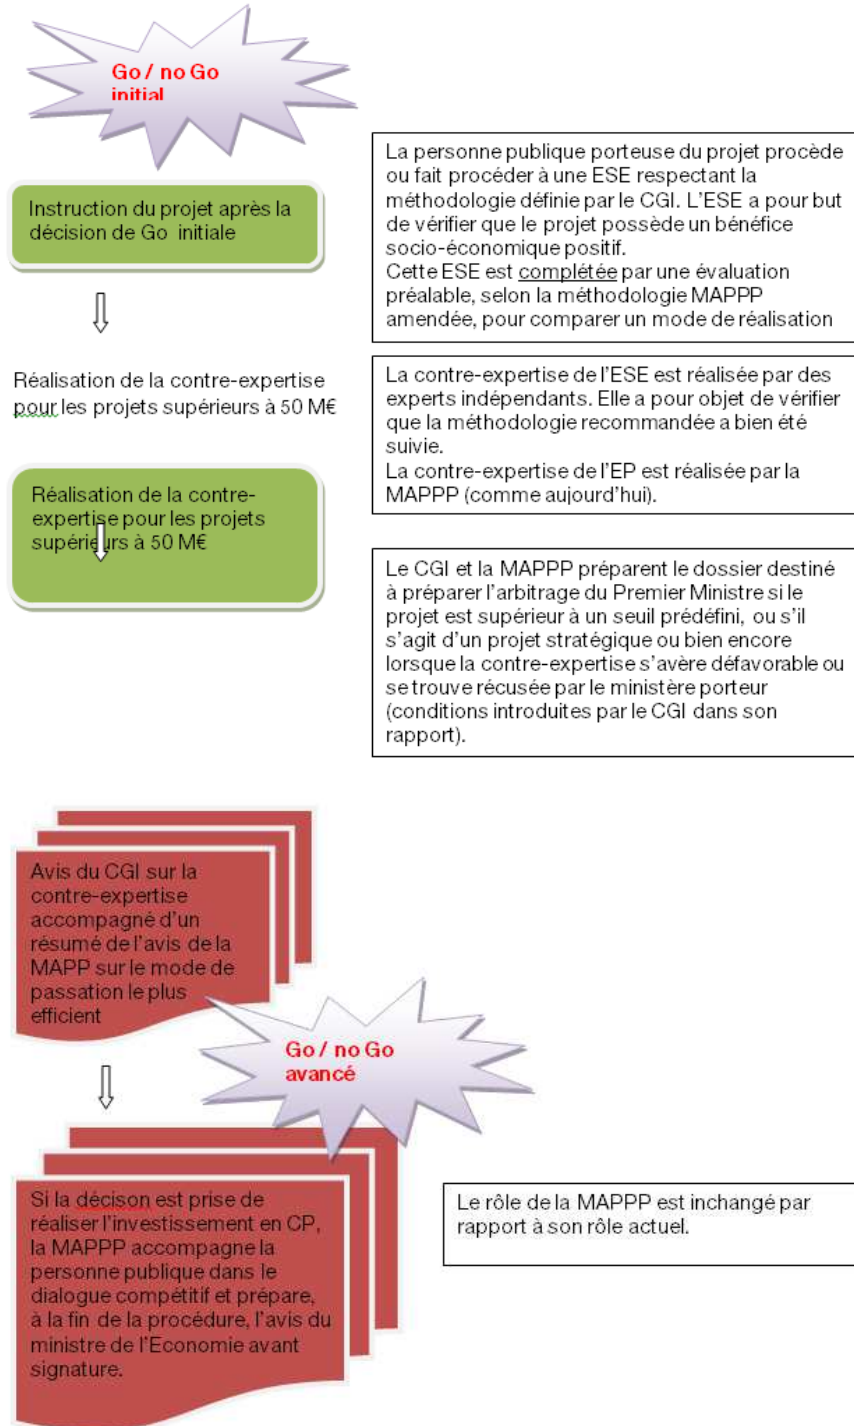 Go / no Go
initial
Instruction du projet après la
décision de Go initiale
La personne publique porteuse du projet procède
ou fait procéder à une ESE respectant la
méthodologie définie par le CGI. L'ESE a pour but
de vérifier que le projet possède un bénéfice
socio-économique positif.
Cette ESE est complétée par une évaluation
préalable, selon la méthodologie MAPPP
amendée, pour comparer un mode de réalisation
Réalisation de la contre-expertise
pour les projets supérieurs à 50 M€
La contre-expertise de l'ESE est réalisée par des
experts indépendants. Elle a pour objet de vérifier
que la méthodologie recommandée a bien été
suivie.
La contre-expertise de l'EP est réalisée par la
MAPPP (comme aujourd'hui).
Réalisation de la contre-
expertise pour les projets
supérieurs à 50 M€
Le CGI et la MAPPP préparent le dossier destiné
à préparer l'arbitrage du Premier Ministre si le
projet est supérieur à un seuil prédéfini, ou s'il
s'agit d'un projet stratégique ou bien encore
lorsque la contre-expertise s'avère défavorable ou
se trouve récusée par le ministère porteur
(conditions introduites par le CGI dans son
rapport).
Avis du CGI sur la
contre-expertise
accompagné d'un
résumé de l'avis de la
MAPP sur le mode de
passation le plus
efficient
Go / no Go
avancé
Si la décison est prise de
réaliser l'investissement en CP,
la MAPPP accompagne la
personne publique dans le
dialogue compétitif et prépare,
à la fin de la procédure, l'avis du
ministre de l'Economie avant
signature.
Le rôle de la MAPPP est inchangé par
rapport à son rôle actuel.